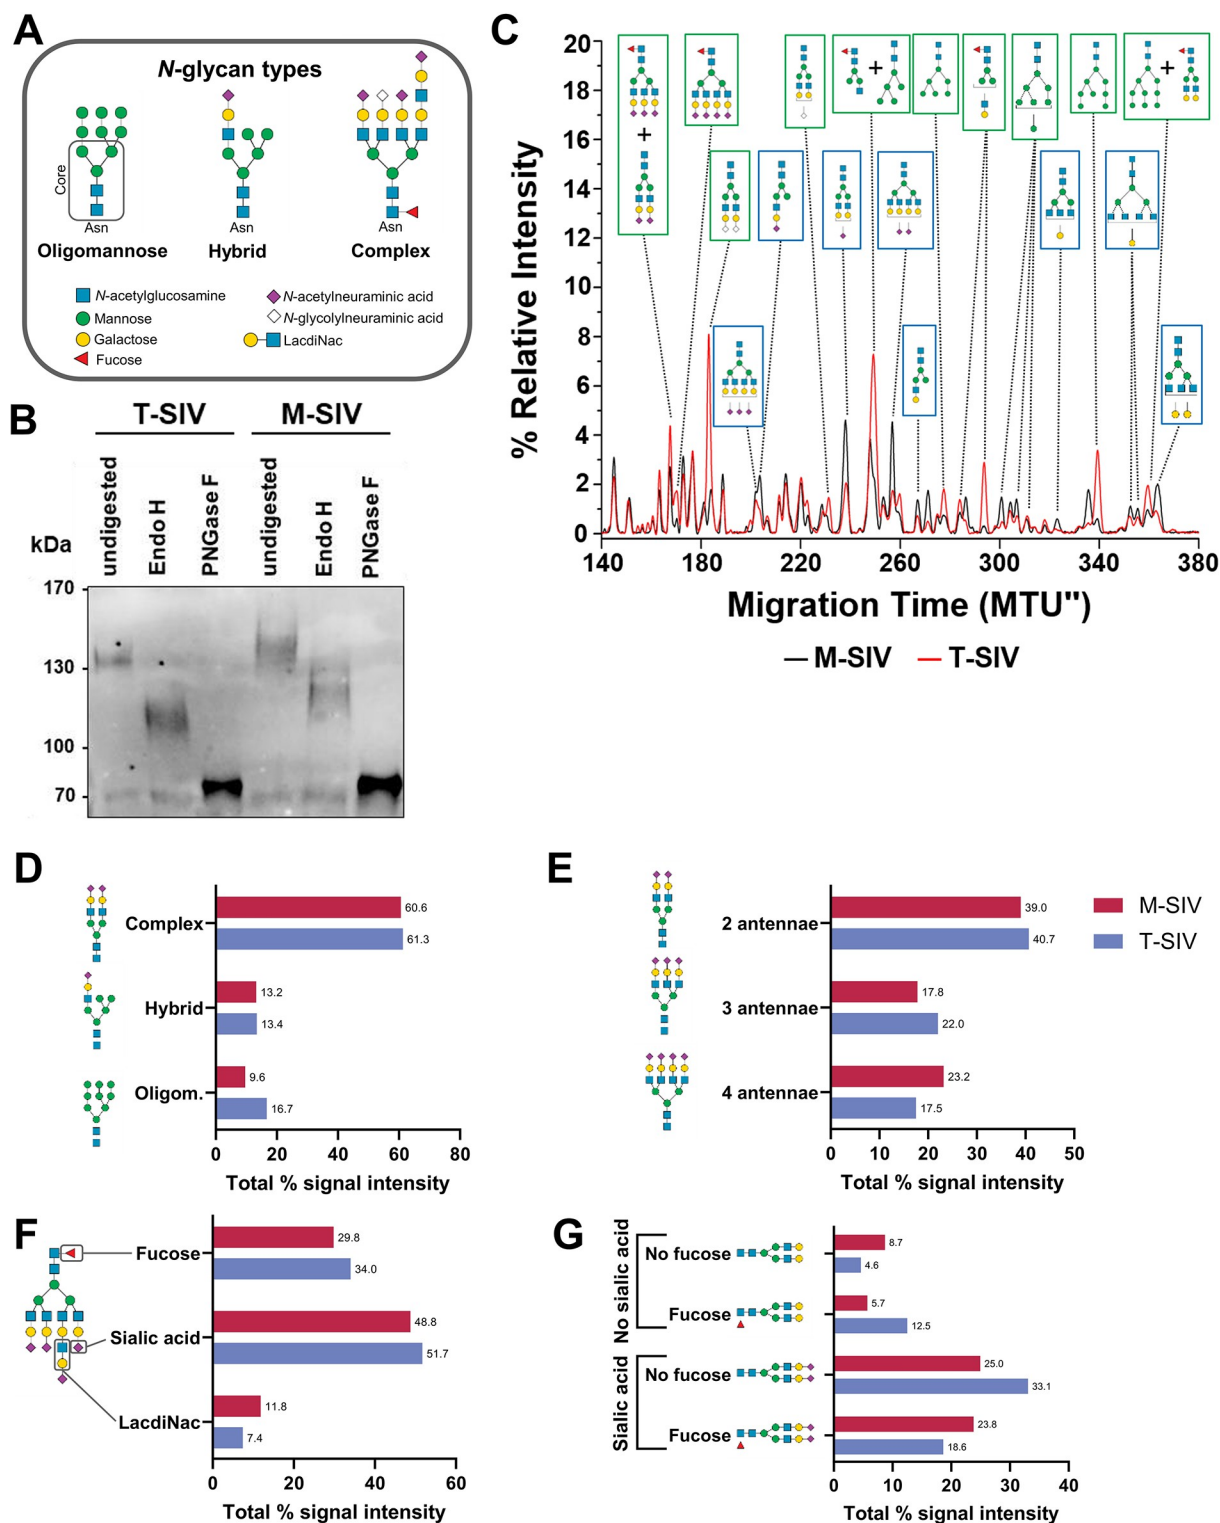 A
N-glycan types
Core
Asn
Asn
Asn
Oligomannose
Hybrid
Complex
N-acetylglucosamine
N-acetylneuraminic acid
Mannose
N-glycolylneuraminic acid
Galactose
LacdiNac
Fucose
B
T-SIV
M-SIV
kDa
undigested
Endo H
PNGase F
undigested
Endo H
PNGase F
170
130
100
70
C
% Relative Intensity
20
18
16
14
12
10
8
6
4
2
0
+
+
+
140
180
220
260
300
340
380
Migration Time (MTU")
M-SIV
T-SIV
D
Complex
60.6
61.3
Hybrid
13.2
13.4
Oligom.
9.6
16.7
0
20
40
60
80
Total % signal intensity
E
2 antennae
39.0
40.7
3 antennae
17.8
22.0
4 antennae
23.2
17.5
0
10
20
30
40
50
Total % signal intensity
M-SIV
T-SIV
F
Fucose
29.8
34.0
Sialic acid
48.8
51.7
LacdiNac
11.8
7.4
0
20
40
60
Total % signal intensity
G
No sialic acid
No fucose
8.7
4.6
Fucose
5.7
12.5
Sialic acid
No fucose
25.0
33.1
Fucose
23.8
18.6
0
10
20
30
40
Total % signal intensity